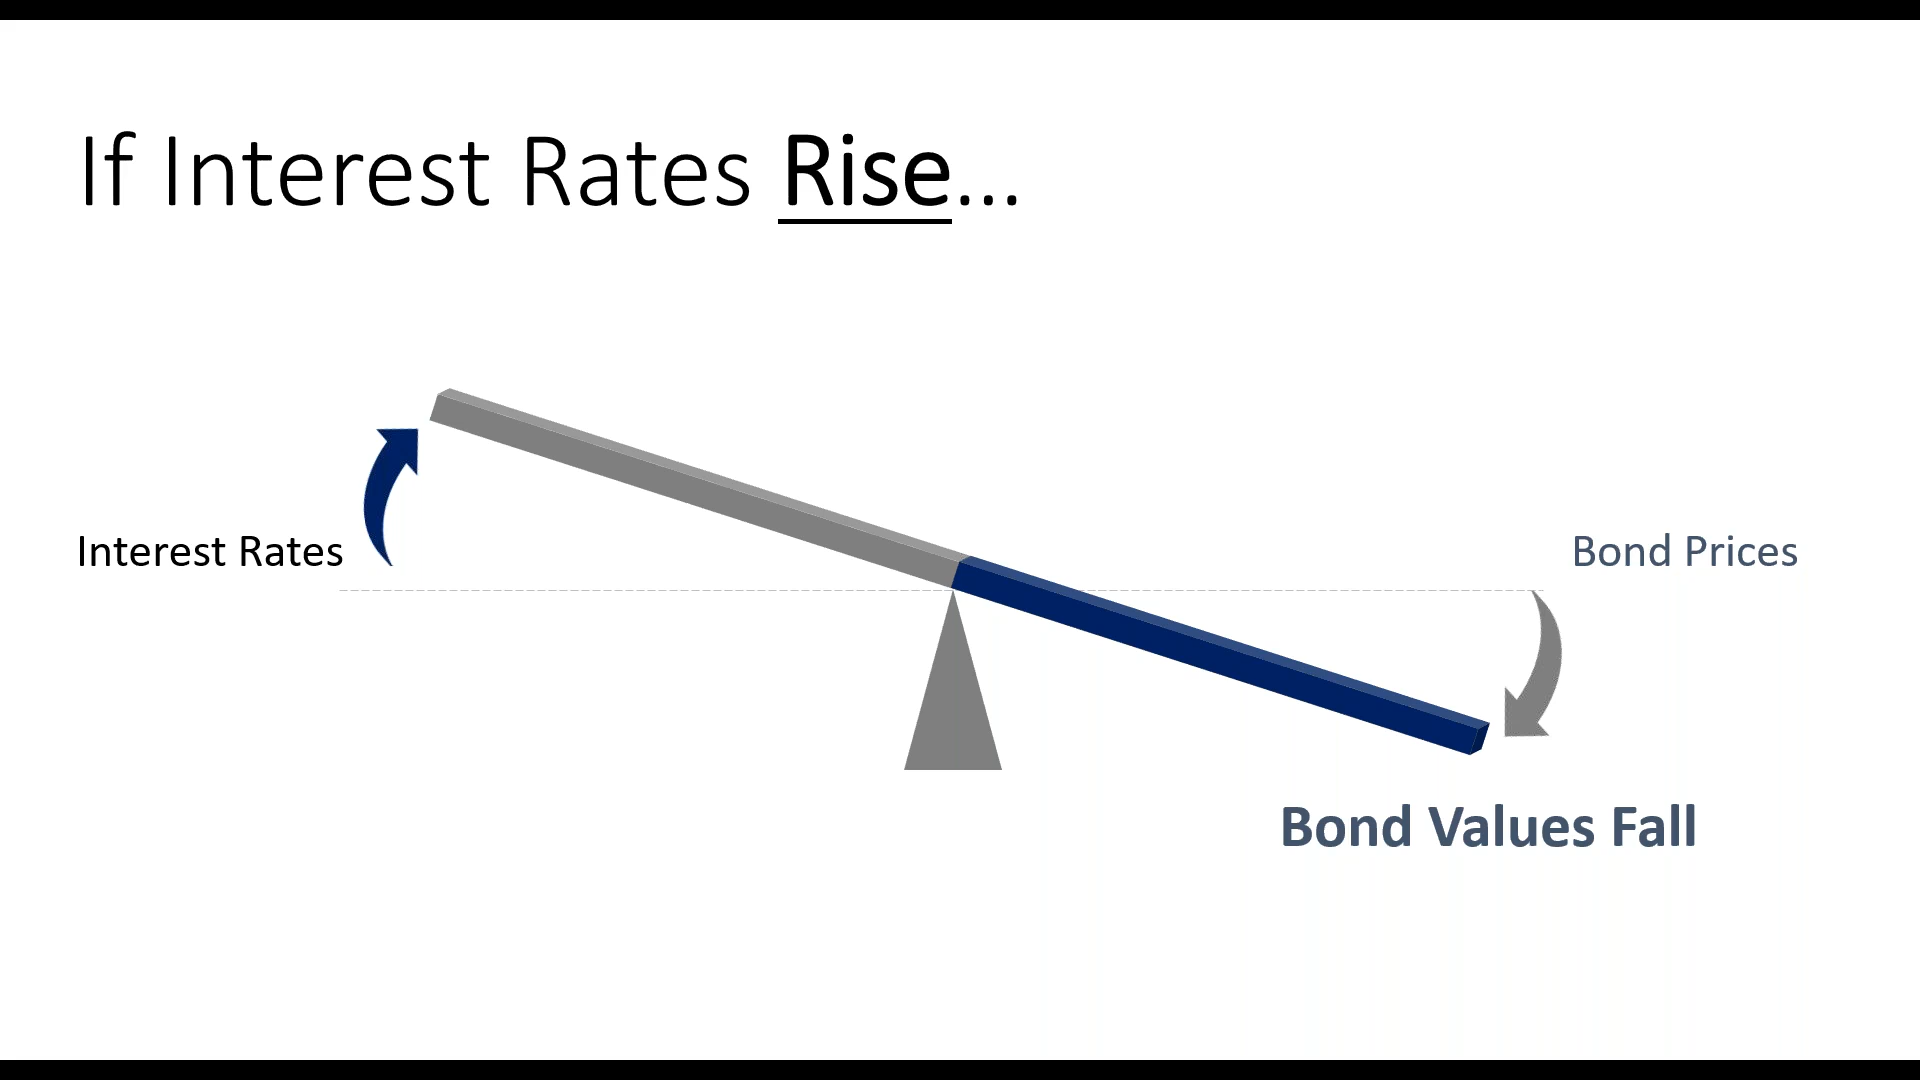 If Interest Rates Rise...
Interest Rates
Bond Prices
Bond Values Fall